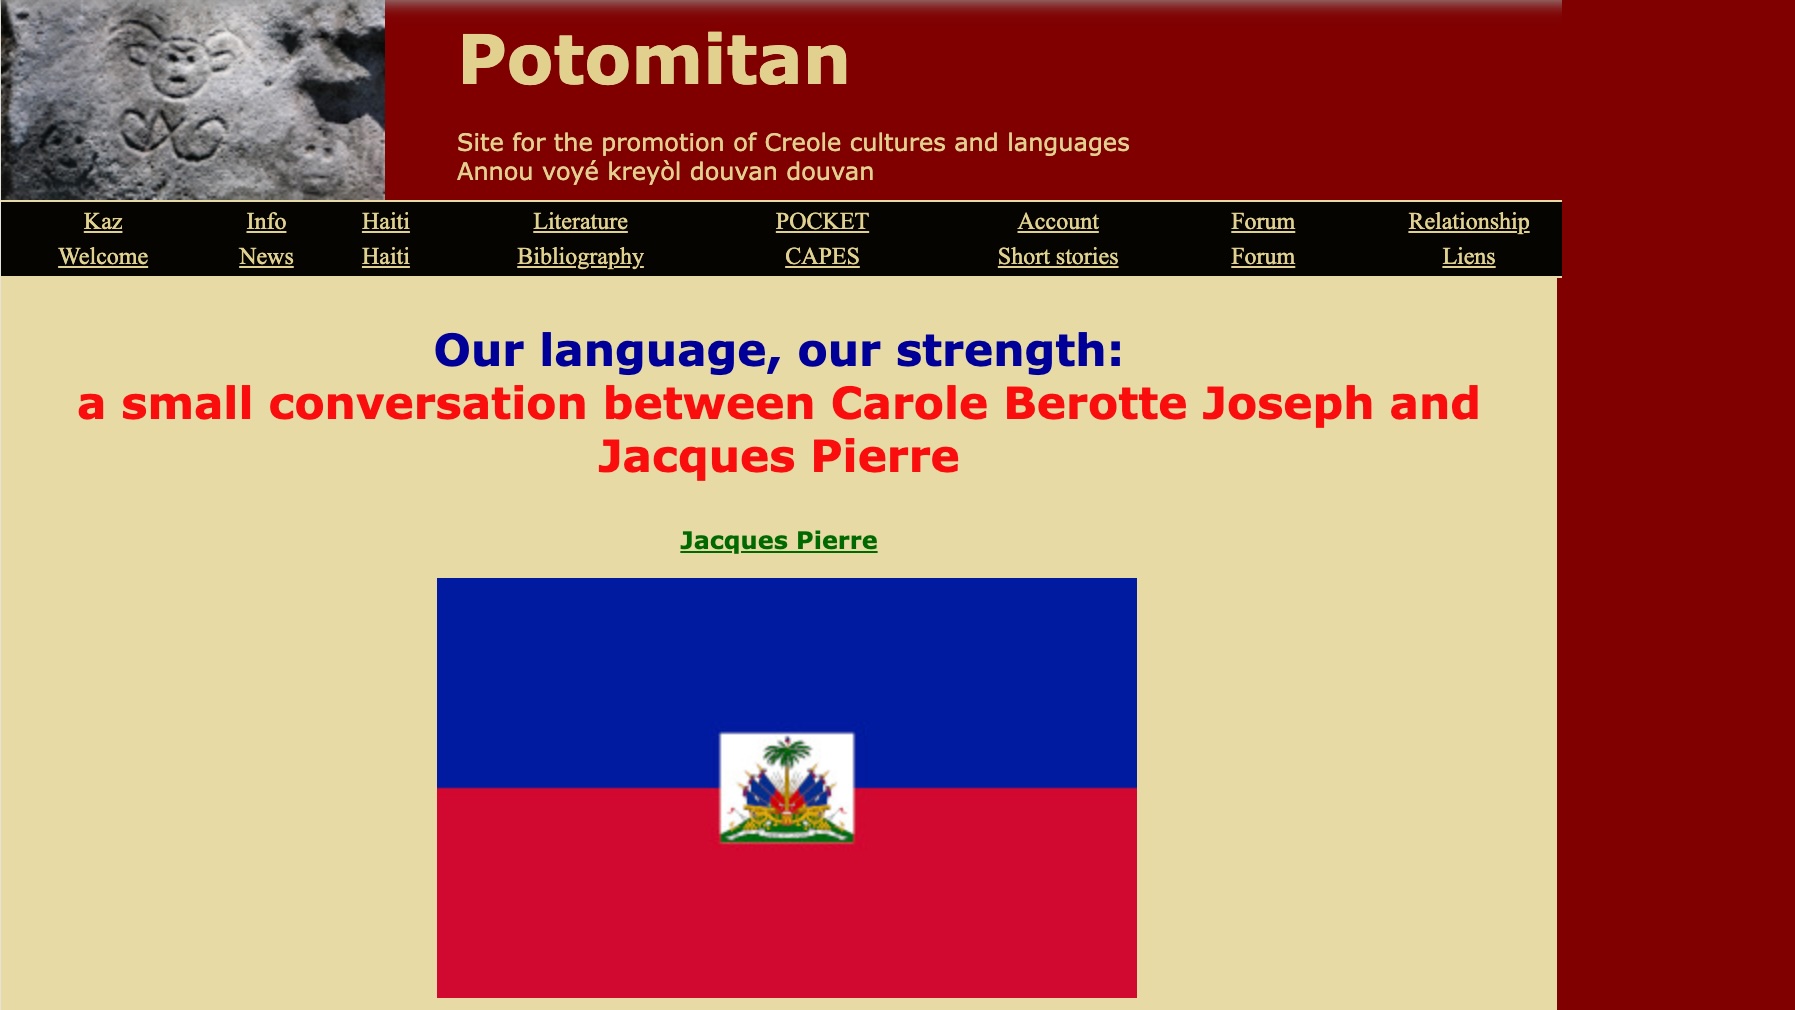 Potomitan
Site for the promotion of Creole cultures and languages
Annou voyé kreyòl douvan douvan
Kaz Info Haiti Literature POCKET Account Forum Relationship
Welcome News Haiti Bibliography CAPES Short stories Forum Liens
Our language, our strength:
a small conversation between Carole Berotte Joseph and
Jacques Pierre
Jacques Pierre